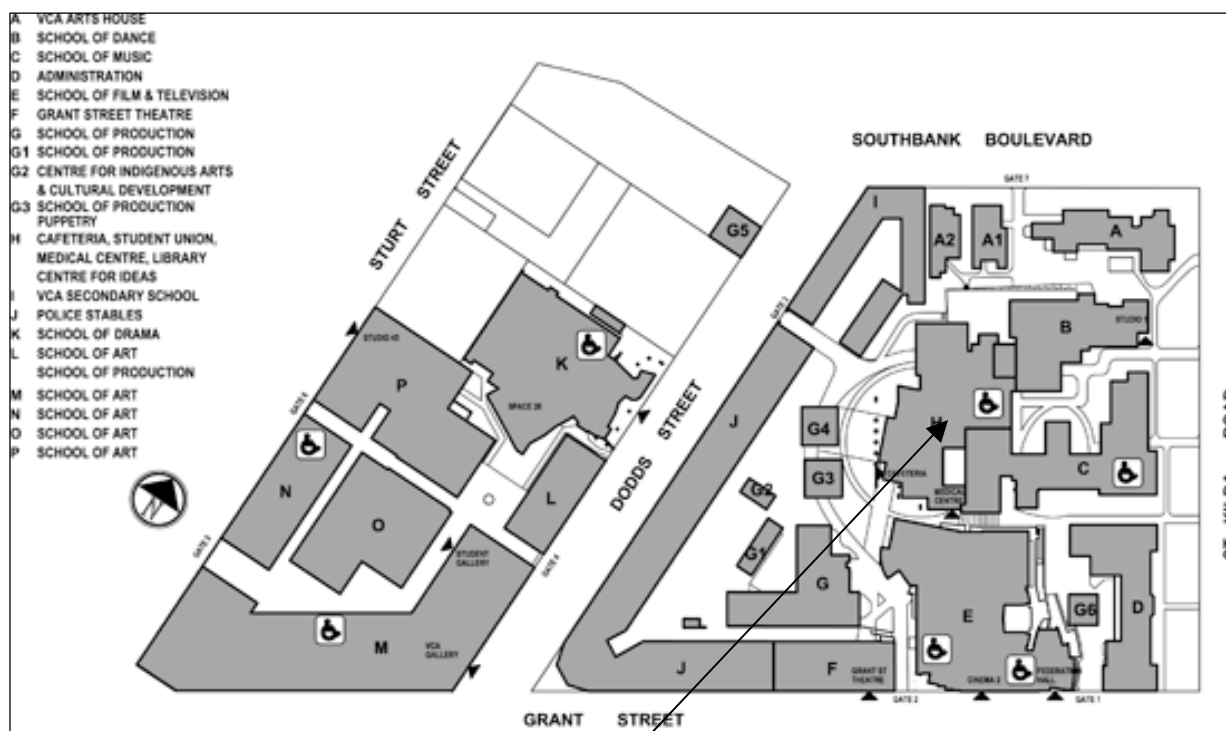 A VCA ARTS HOUSE
B SCHOOL OF DANCE
C SCHOOL OF MUSIC
D ADMINISTRATION
E SCHOOL OF FILM & TELEVISION
F GRANT STREET THEATRE
G SCHOOL OF PRODUCTION
G1 SCHOOL OF PRODUCTION
G2 CENTRE FOR INDIGENOUS ARTS
& CULTURAL DEVELOPMENT
G3 SCHOOL OF PRODUCTION
PUPPETRY
H CAFETERIA, STUDENT UNION,
MEDICAL CENTRE, LIBRARY
CENTRE FOR IDEAS
I VCA SECONDARY SCHOOL
J POLICE STABLES
K SCHOOL OF DRAMA
L SCHOOL OF ART
SCHOOL OF PRODUCTION
M SCHOOL OF ART
N SCHOOL OF ART
O SCHOOL OF ART
P SCHOOL OF ART
SOUTHBANK BOULEVARD
GATE 7
STURT STREET
DODDS STREET
GRANT STREET
ROAD
I
A2
A1
A
G5
B
STUDIO 1
K
SPACE 28
STUDIO 45
P
GATE 6
N
O
L
GATE 5
GATE 4
STUDENT
GALLERY
M
VCA
GALLERY
GATE 3
J
G4
G3
G2
G1
G
H
CAFETERIA
MEDICAL
CENTRE
C
E
G6
D
J
F
GRANT ST
THEATRE
GATE 2
CINEMA 2
FEDERATION
HALL
GATE 1